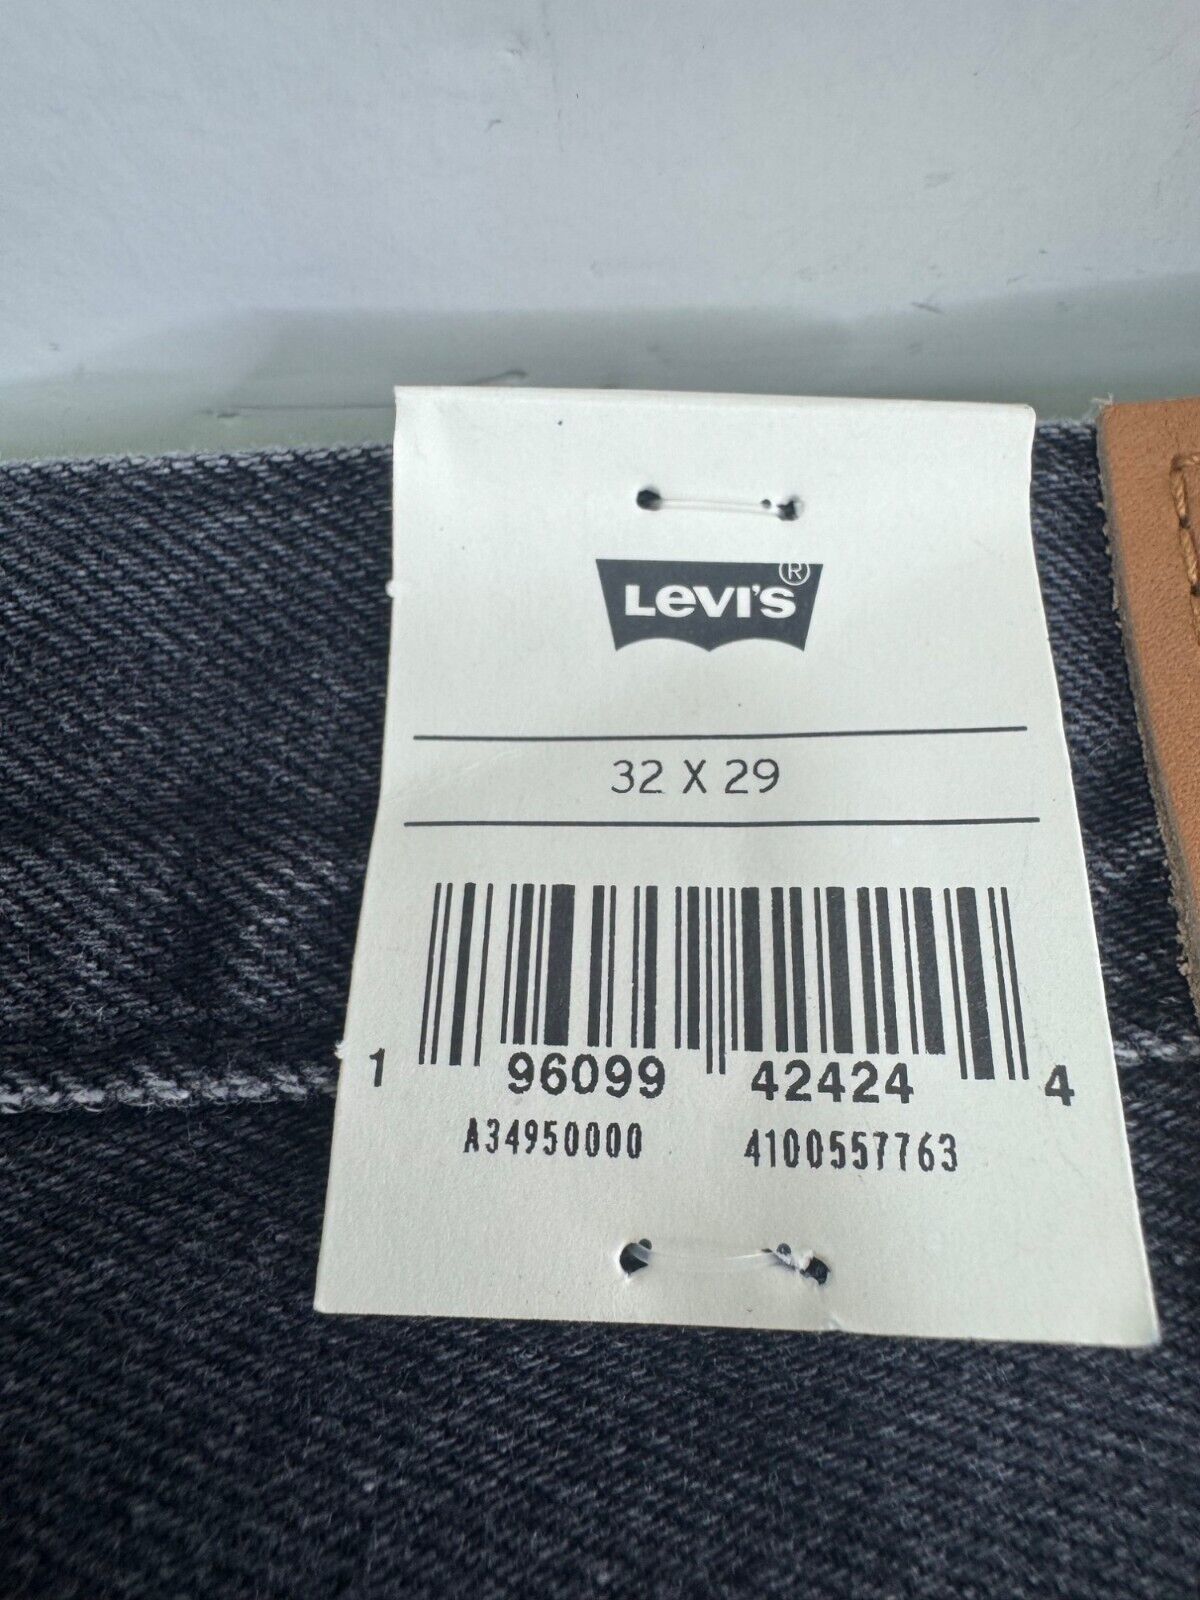 LEVI'S®
32 X 29
1 96099 42424 4
A34950000 4100557763